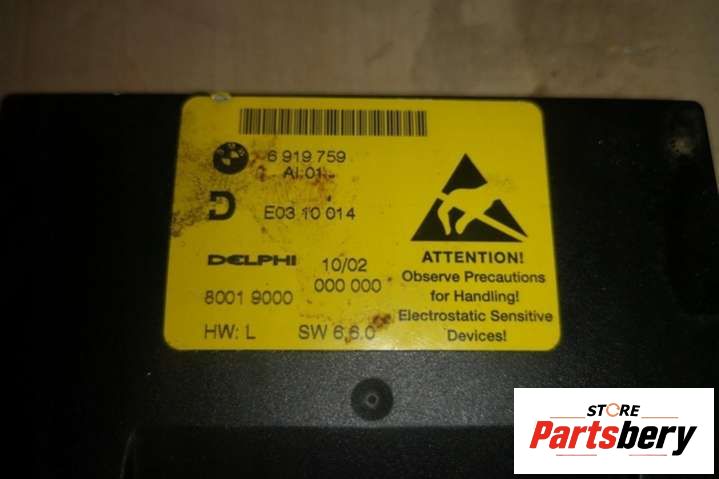 6 919 759
AI.01
D
E03 10 014
DELPHI
10/02
000 000
8001 9000
HW: L
SW 6.6.0
ATTENTION!
Observe Precautions
for Handling!
Electrostatic Sensitive
Devices!
STORE
Partsbery